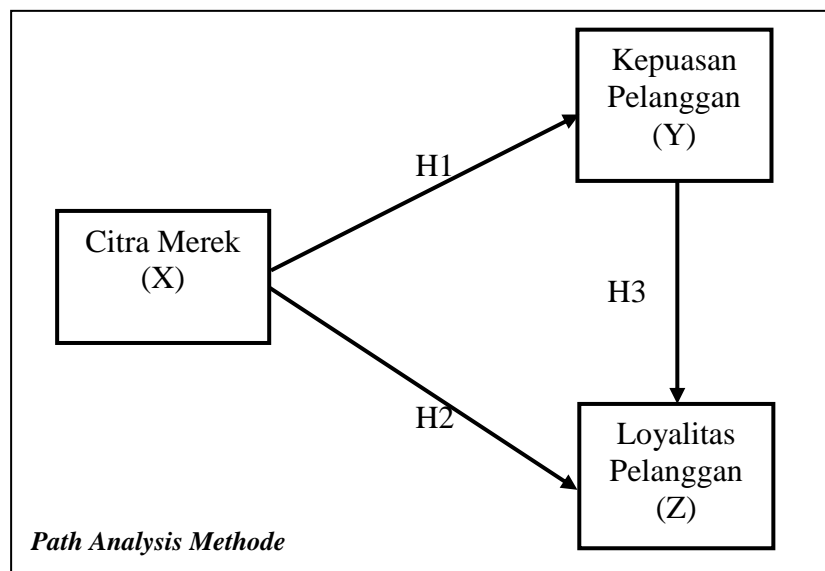 Kepuasan
Pelanggan
(Y)
H1
Citra Merek
(X)
H3
H2
Loyalitas
Pelanggan
(Z)
Path Analysis Methode